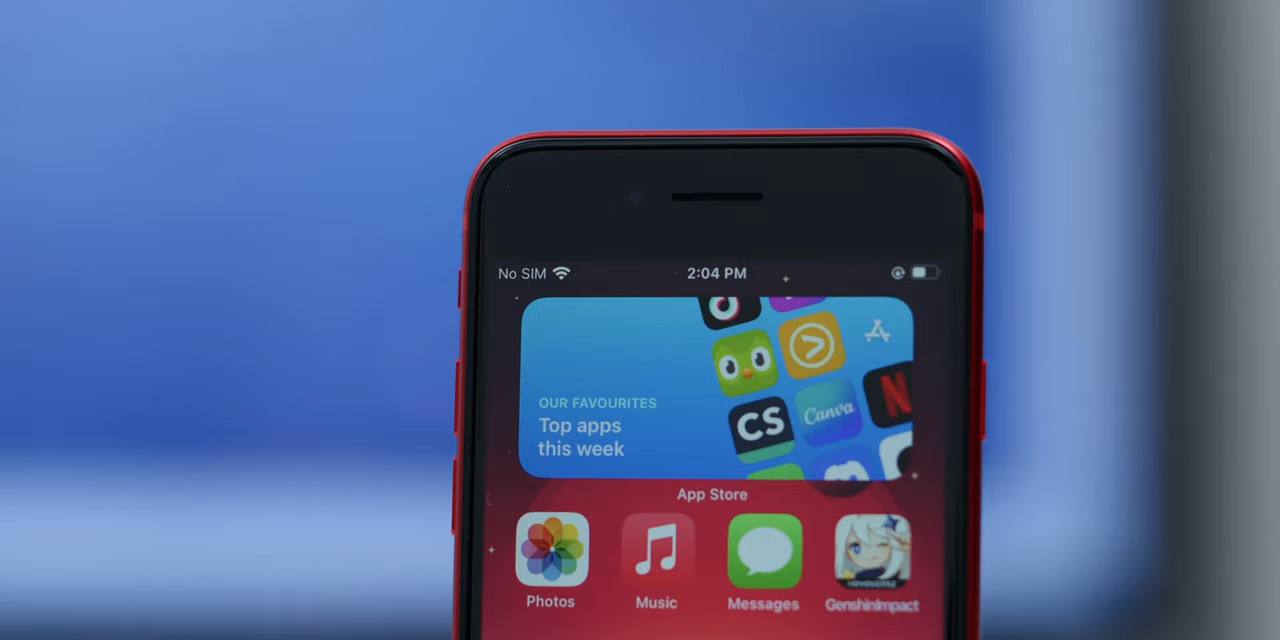 No SIM 2:04 PM
OUR FAVOURITES
Top apps
this week
CS
Canva
N
App Store
HOYOVERSE
Photos Music Messages GenshinImpact